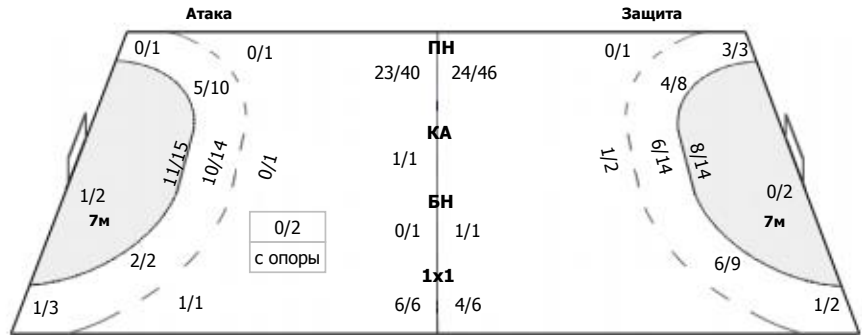 Атака Защита
0/1 0/1 ПН 0/1 3/3
23/40 24/46
5/10 4/8
КА
11/15 10/14 0/1 1/1 1/2 6/14 8/14
1/2 0/2
7м БН 7м
0/2 0/1 1/1
с опоры
2/2 6/9
1х1
1/3 1/1 6/6 4/6 1/2